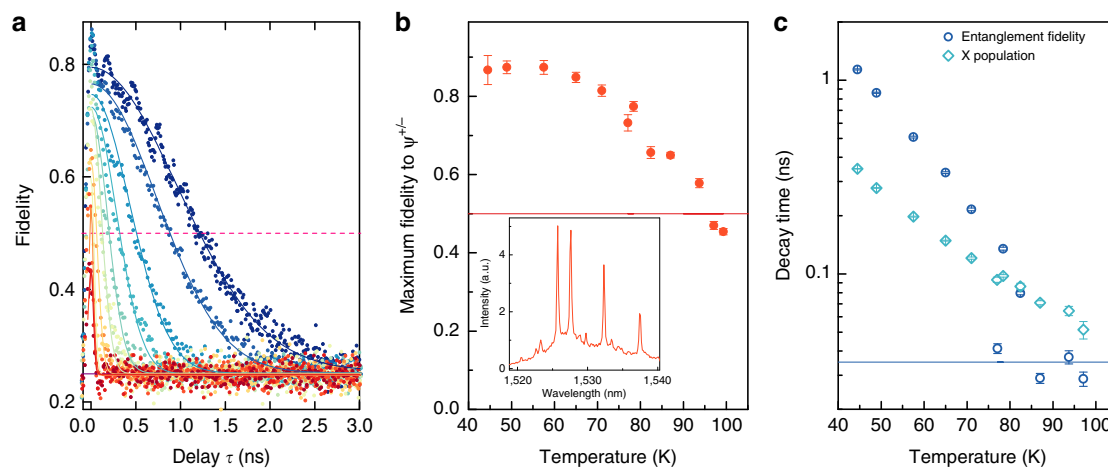 a
Fidelity
0.8
0.6
0.4
0.2
0.0 0.5 1.0 1.5 2.0 2.5 3.0
Delay τ (ns)
b
Maximum fidelity to ψ+/−
0.8
0.6
0.4
0.2
0.0
40 50 60 70 80 90 100
Temperature (K)
Intensity (a.u.)
4
2
0
1,520 1,530 1,540
Wavelength (nm)
c
Entanglement fidelity
X population
Decay time (ns)
1
0.1
40 50 60 70 80 90 100
Temperature (K)